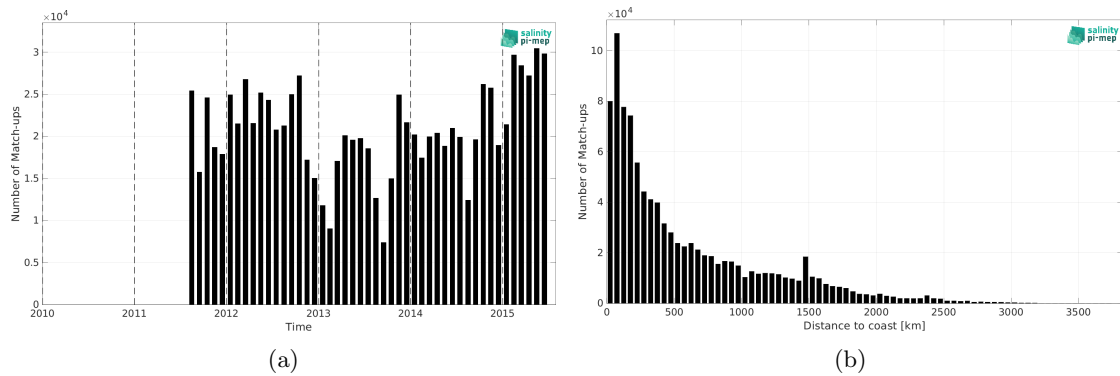 ×10⁴
salinity
pi-mep
Number of Match-ups
3
2.5
2
1.5
1
0.5
0
2010
2011
2012
2013
2014
2015
Time
(a)
×10⁴
salinity
pi-mep
Number of Match-ups
10
8
6
4
2
0
0
500
1000
1500
2000
2500
3000
3500
Distance to coast [km]
(b)